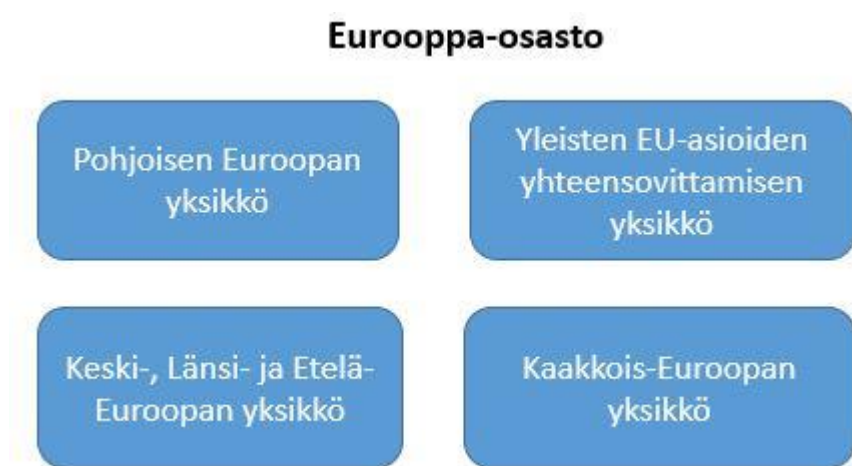 Eurooppa-osasto
Pohjoisen Euroopan
yksikkö
Yleisten EU-asioiden
yhteensovittamisen
yksikkö
Keski-, Länsi- ja Etelä-
Euroopan yksikkö
Kaakkois-Euroopan
yksikkö